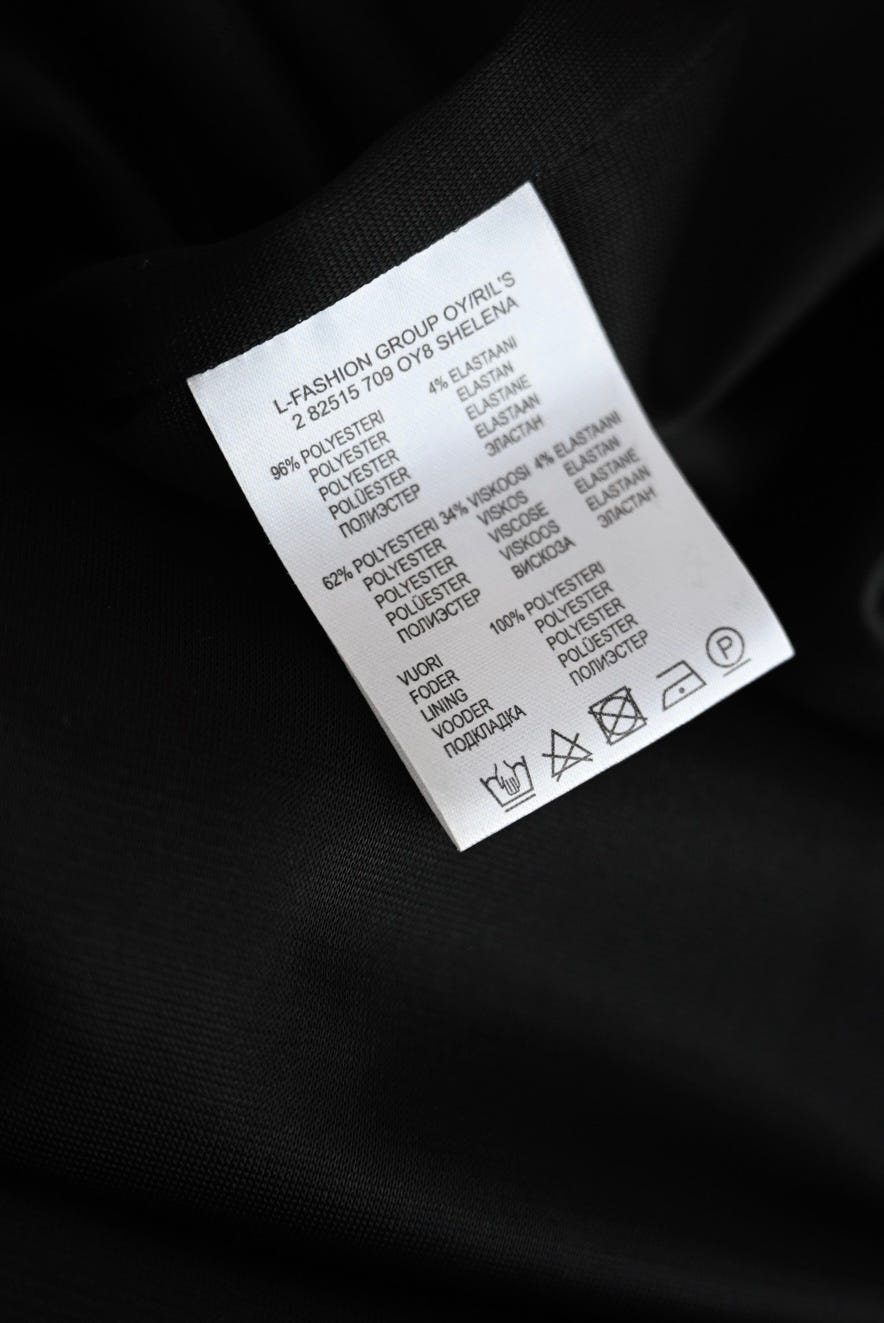 L-FASHION GROUP OY/RIL'S
2 82515 709 OY8 SHELENA
96% POLYESTERI 4% ELASTAANI
POLYESTER ELASTAN
POLYESTER ELASTANE
POLÜESTER ELASTAAN
ПОЛИЭСТЕР ЭЛАСТАН
62% POLYESTERI 34% VISKOOSI 4% ELASTAANI
POLYESTER VISKOS ELASTAN
POLYESTER VISCOSE ELASTANE
POLÜESTER VISKOOS ELASTAAN
ПОЛИЭСТЕР ВИСКОЗА ЭЛАСТАН
VUORI 100% POLYESTERI
FODER POLYESTER
LINING POLYESTER
VOODER POLÜESTER
ПОДКЛАДКА ПОЛИЭСТЕР
P